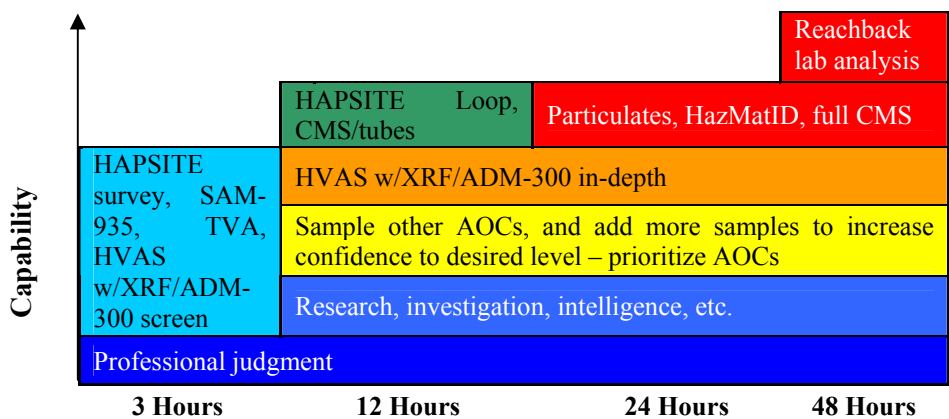 Reachback
lab analysis
HAPSITE Loop,
CMS/tubes
Particulates, HazMatID, full CMS
HAPSITE
survey, SAM-
935, TVA,
HVAS
w/XRF/ADM-
300 screen
HVAS w/XRF/ADM-300 in-depth
Sample other AOCs, and add more samples to increase
confidence to desired level – prioritize AOCs
Research, investigation, intelligence, etc.
Professional judgment
Capability
3 Hours
12 Hours
24 Hours
48 Hours